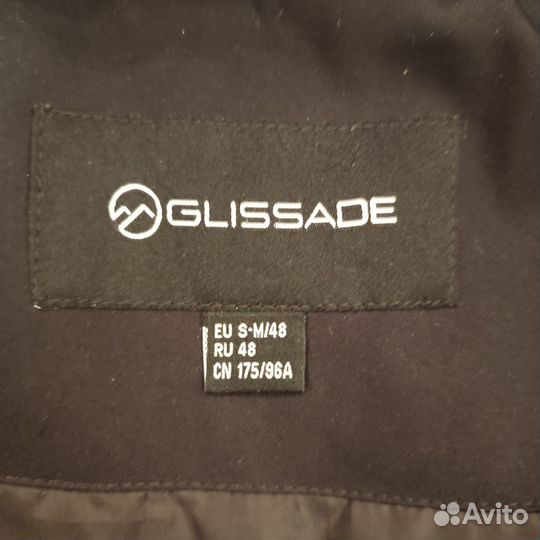 GLISSADE
EU S-M/48
RU 48
CN 175/96A
Avito